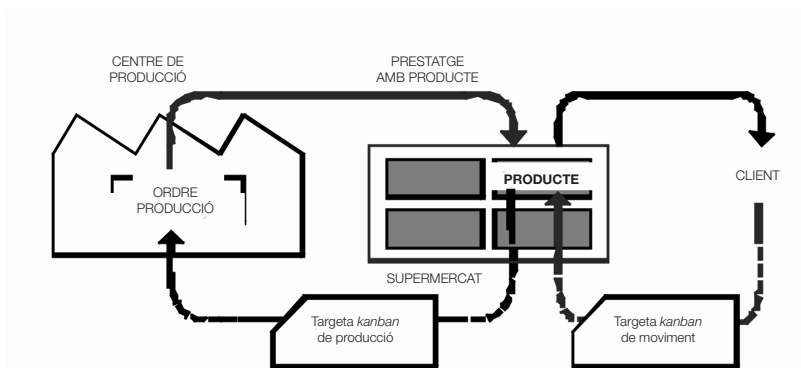 CENTRE DE
PRODUCCIÓ
PRESTATGE
AMB PRODUCTE
ORDRE
PRODUCCIÓ
PRODUCTE
CLIENT
SUPERMERCAT
Targeta kanban
de producció
Targeta kanban
de moviment